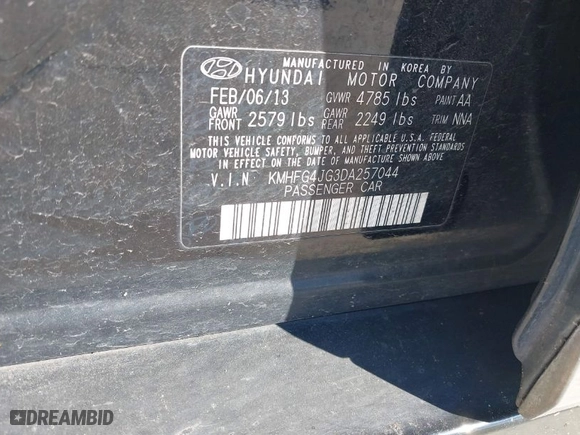 MANUFACTURED IN KOREA BY
HYUNDAI MOTOR COMPANY
FEB/06/13 GVWR 4785 lbs PAINT AA
GAWR FRONT 2579 lbs GAWR REAR 2249 lbs TRIM NNA
THIS VEHICLE CONFORMS TO ALL APPLICABLE U.S.A. FEDERAL
MOTOR VEHICLE SAFETY, BUMPER, AND THEFT PREVENTION
STANDARDS IN EFFECT ON THE DATE OF MANUFACTURE
SHOWN ABOVE.
V.I.N KMHFG4JG3DA257044
PASSENGER CAR
DREAMBID